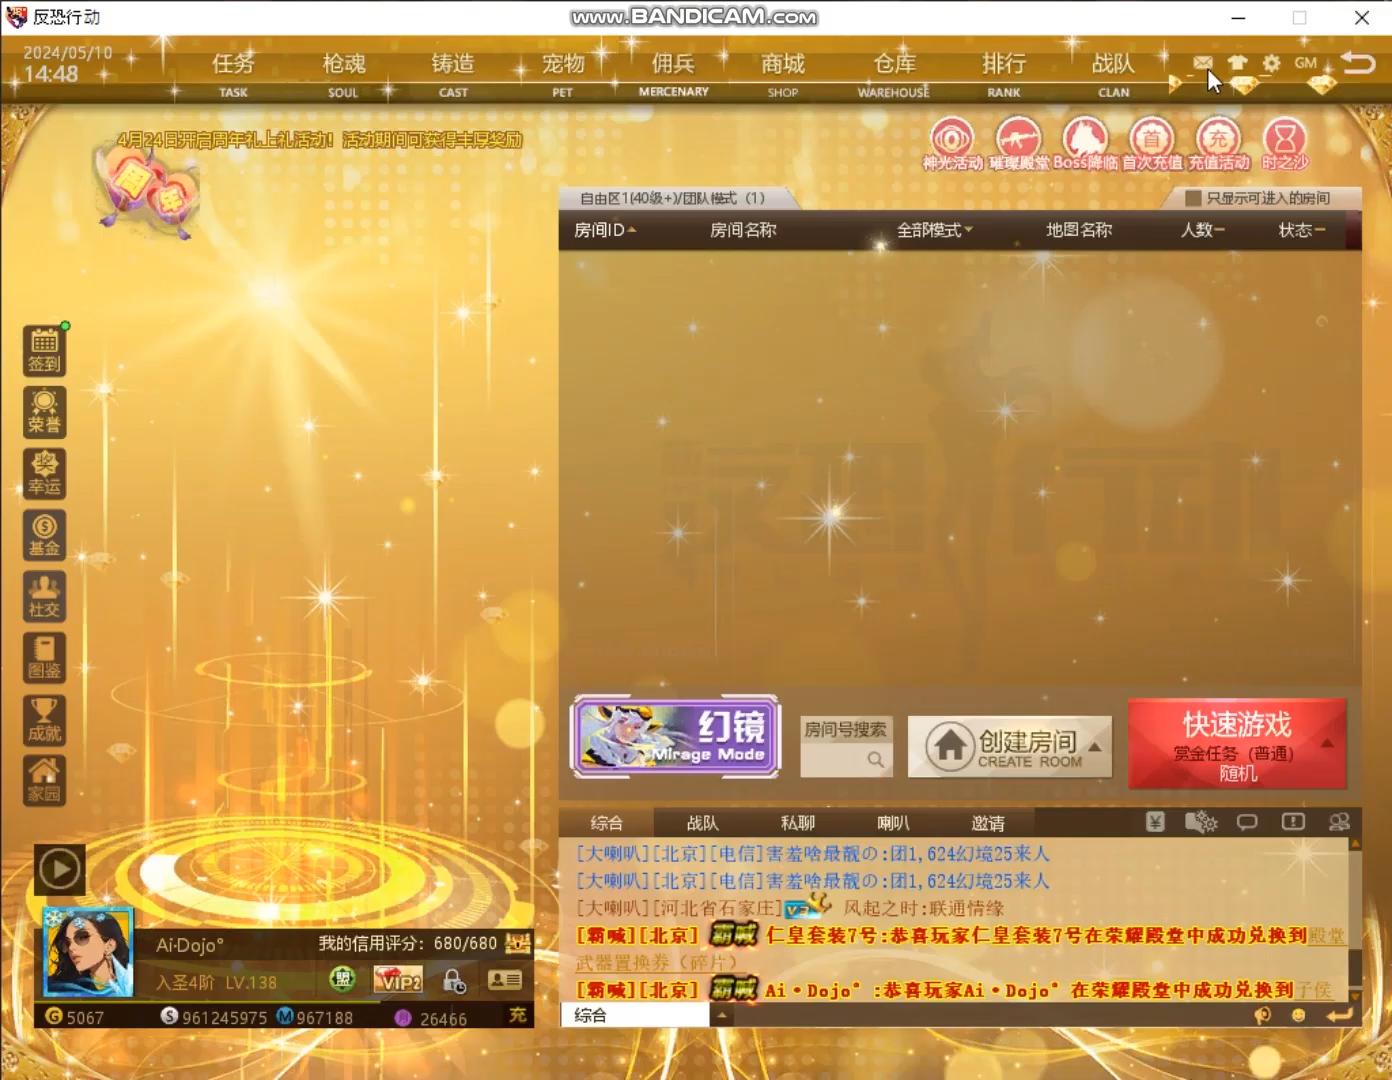 反恐行动
www.BANDICAM.com
2024/05/10
14:48
任务 枪魂 铸造 宠物 佣兵 商城 仓库 排行 战队 GM
TASK SOUL CAST PET MERCENARY SHOP WAREHOUSE RANK CLAN
4月24日开启周年礼上礼活动！活动期间可获得丰厚奖励
周年
首 充
神光活动 璀璨殿堂 Boss降临 首次充值 充值活动 时之沙
自由区1(40级+)/团队模式（1） 只显示可进入的房间
房间ID 房间名称 全部模式 地图名称 人数 状态
签到
荣誉
奖
幸运
基金
社交
图鉴
成就
家园
幻镜
Mirage Mode
房间号搜索
创建房间
CREATE ROOM
快速游戏
赏金任务（普通）
随机
综合 战队 私聊 喇叭 邀请
[大喇叭][北京][电信]害羞啥最靓の:团1,624幻境25来人
[大喇叭][北京][电信]害羞啥最靓の:团1,624幻境25来人
[大喇叭][河北省石家庄] V3 风起之时:联通情缘
[霸喊][北京] 霸喊 仁皇套装7号:恭喜玩家仁皇套装7号在荣耀殿堂中成功兑换到殿堂
武器置换券（碎片）
[霸喊][北京] 霸喊 Ai·Dojo°:恭喜玩家Ai·Dojo°在荣耀殿堂中成功兑换到子侯
综合
Ai·Dojo° 我的信用评分：680/680
入圣4阶 LV.138 盟 VIP2
G 5067 S 961245975 M 967188 月 26466 充